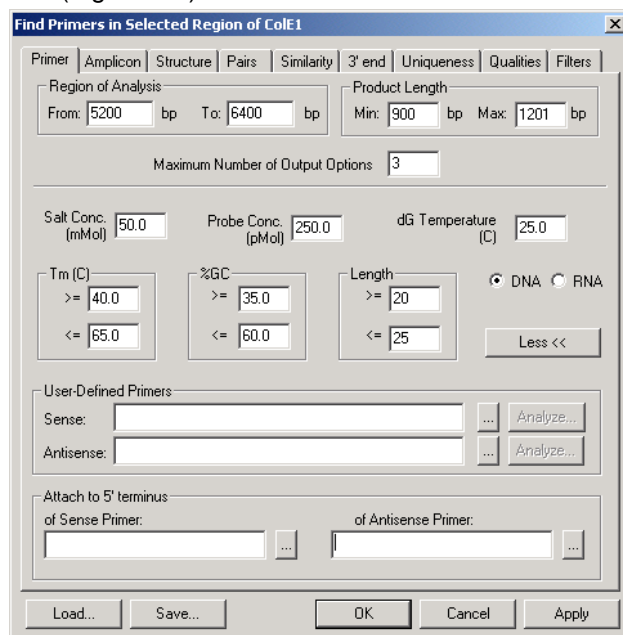 Find Primers in Selected Region of ColE1
Primer Amplicon Structure Pairs Similarity 3' end Uniqueness Qualities Filters
Region of Analysis Product Length
From: 5200 bp To: 6400 bp Min: 900 bp Max: 1201 bp
Maximum Number of Output Options 3
Salt Conc. (mMol) 50.0 Probe Conc. (pMol) 250.0 dG Temperature (C) 25.0
Tm (C) %GC Length
>= 40.0 >= 35.0 >= 20 DNA RNA
<= 65.0 <= 60.0 <= 25 Less <<
User-Defined Primers
Sense: ... Analyze...
Antisense: ... Analyze...
Attach to 5' terminus
of Sense Primer: of Antisense Primer:
... ...
Load... Save... OK Cancel Apply